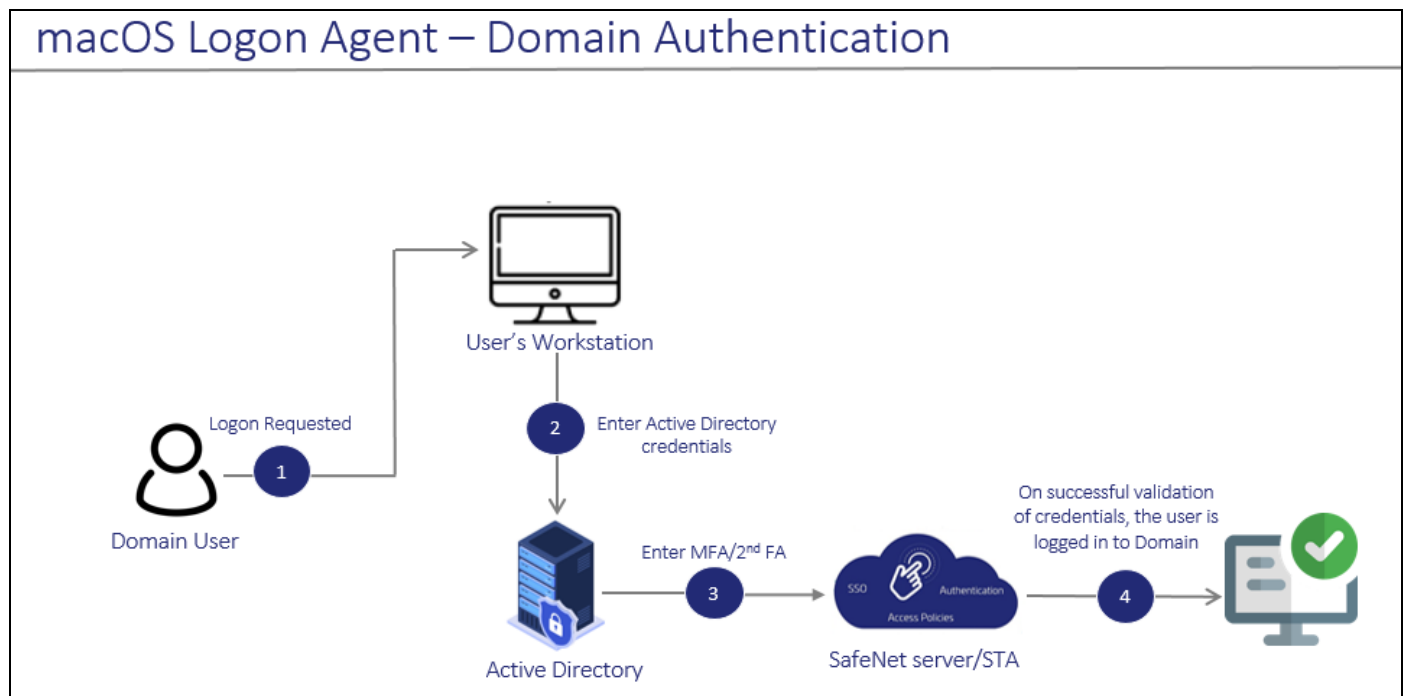 macOS Logon Agent – Domain Authentication
User's Workstation
Logon Requested
1
2
Enter Active Directory
credentials
Domain User
Enter MFA/2nd FA
3
Active Directory
SSO
Authentication
Access Policies
SafeNet server/STA
On successful validation
of credentials, the user is
logged in to Domain
4